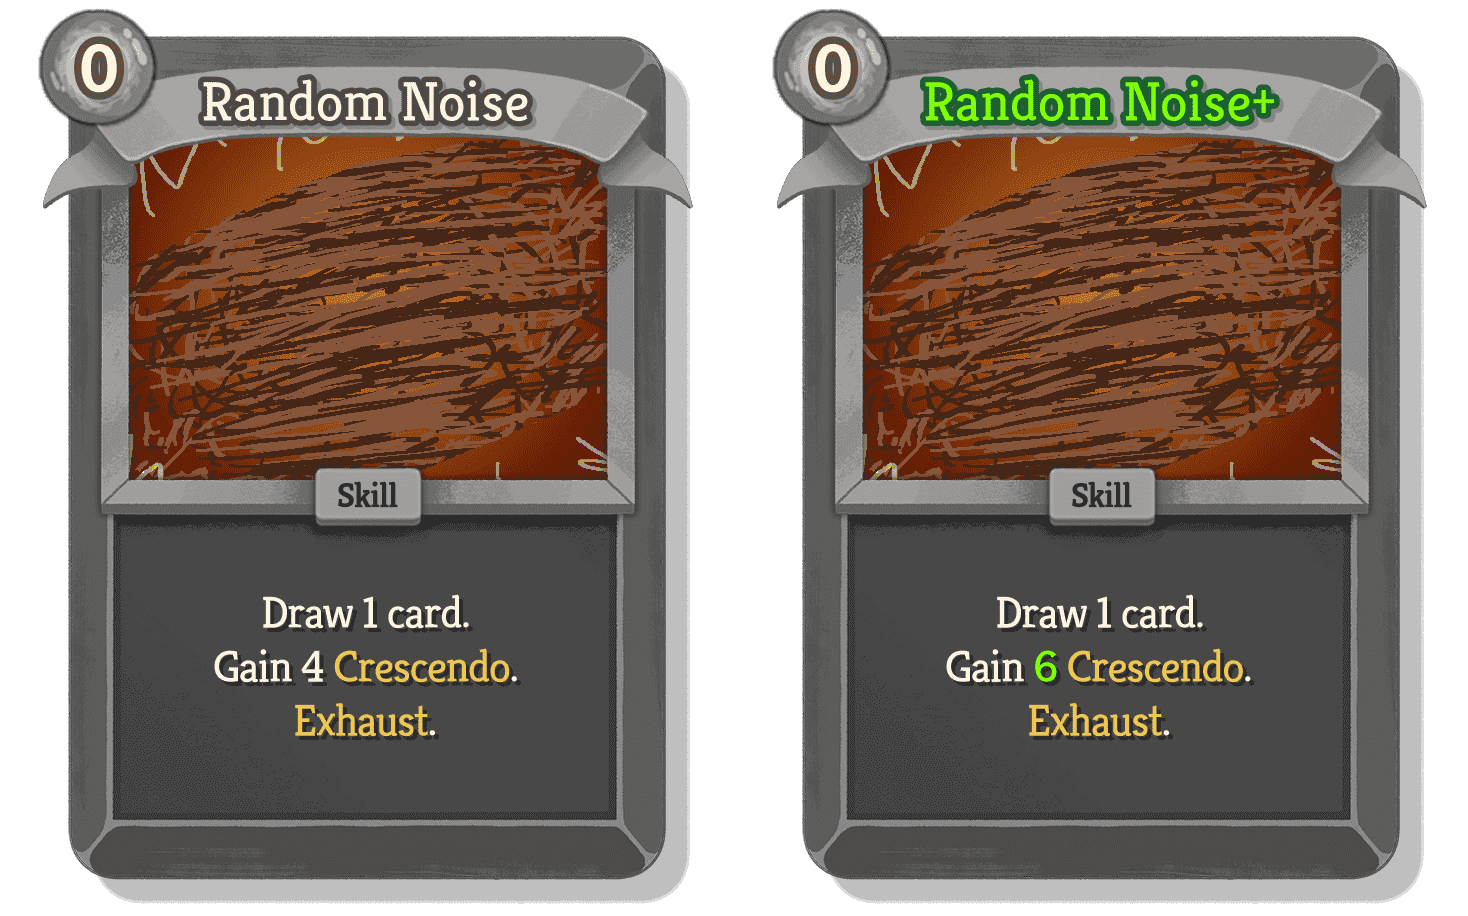 0
Random Noise
Skill
Draw 1 card.
Gain 4 Crescendo.
Exhaust.
0
Random Noise+
Skill
Draw 1 card.
Gain 6 Crescendo.
Exhaust.